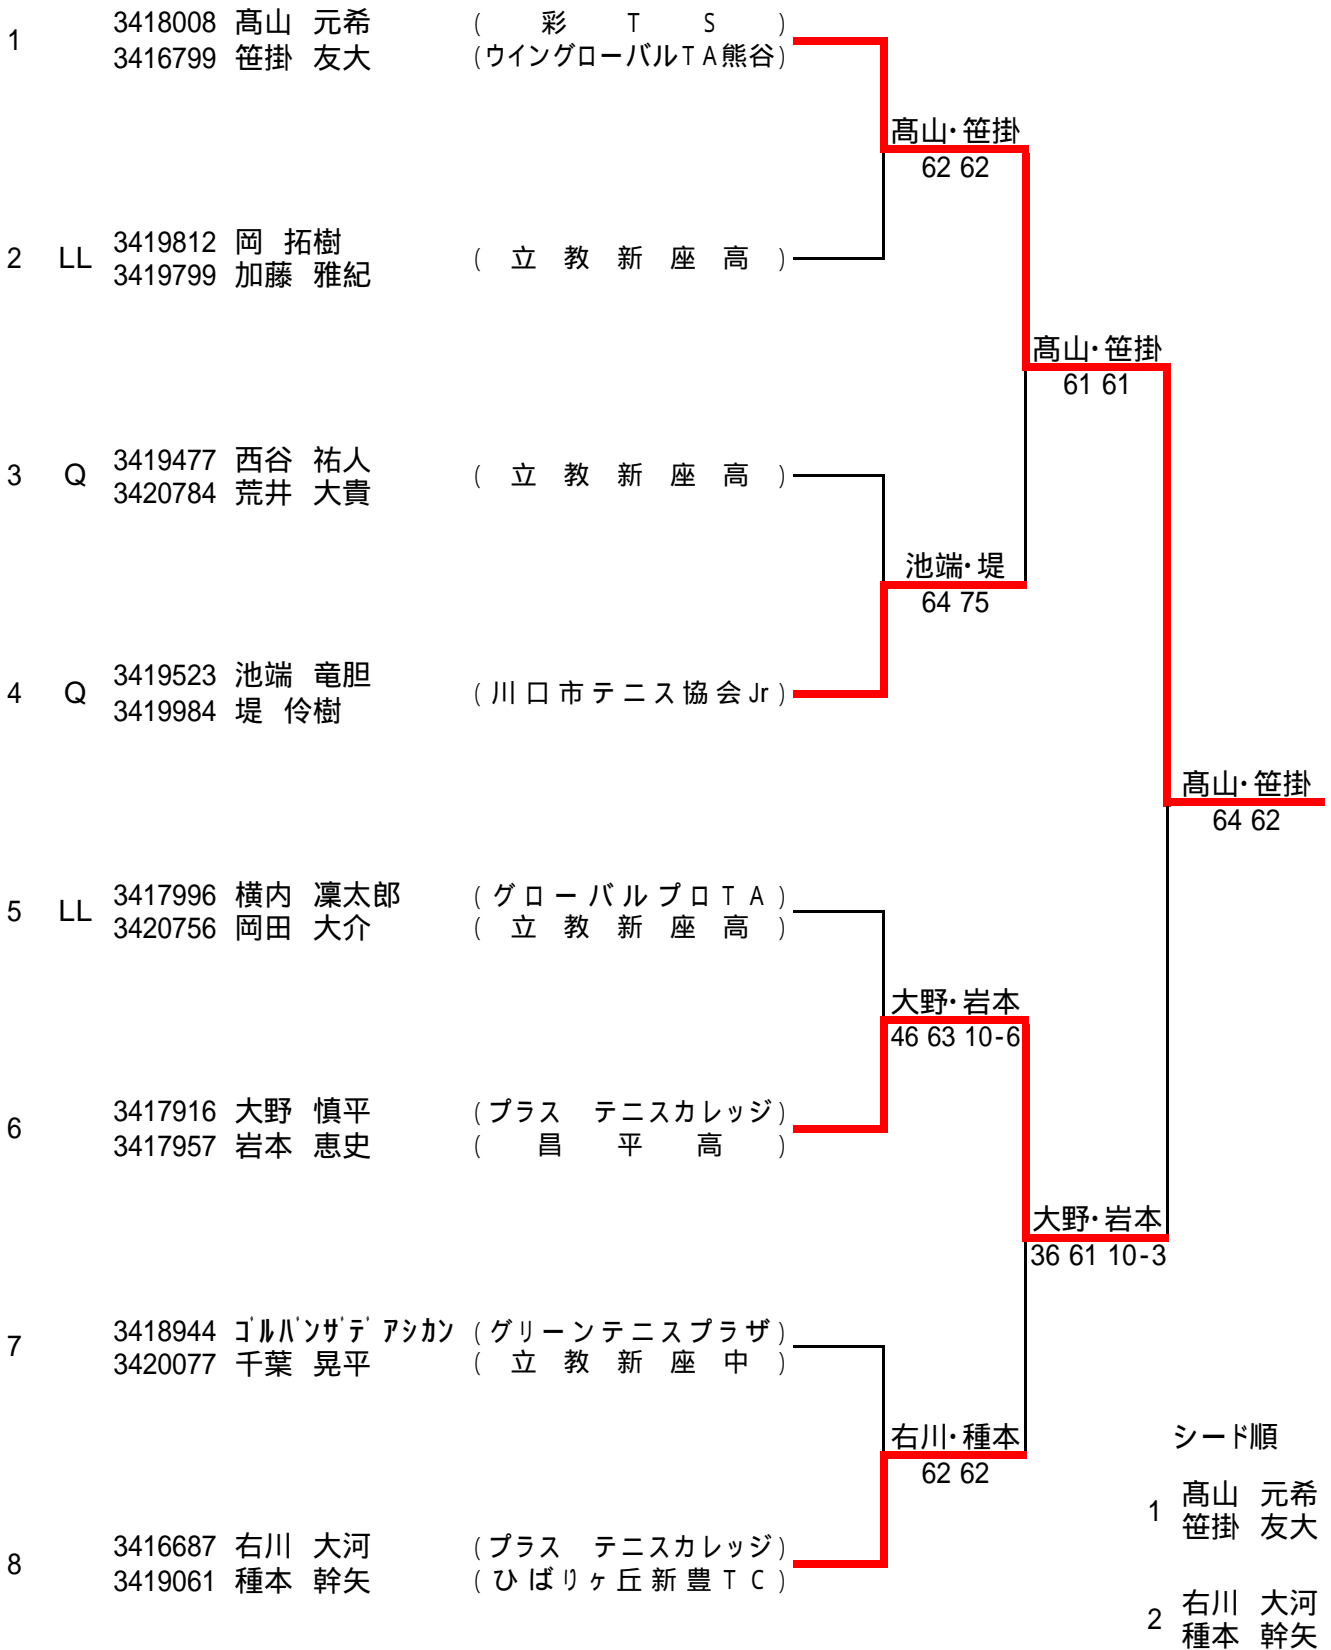 1 3418008 髙山 元希 ( 彩 T S )
3416799 笹掛 友大 (ウイングローバルTA熊谷)
髙山・笹掛
62 62
2 LL 3419812 岡 拓樹 ( 立 教 新 座 高 )
3419799 加藤 雅紀
髙山・笹掛
61 61
3 Q 3419477 西谷 祐人 ( 立 教 新 座 高 )
3420784 荒井 大貴
池端・堤
64 75
4 Q 3419523 池端 竜胆 (川口市テニス協会Jr)
3419984 堤 伶樹
髙山・笹掛
64 62
5 LL 3417996 横内 凜太郎 (グローバルプロTA)
3420756 岡田 大介 ( 立 教 新 座 高 )
大野・岩本
46 63 10-6
6 3417916 大野 慎平 (プラス テニスカレッジ)
3417957 岩本 恵史 ( 昌 平 高 )
大野・岩本
36 61 10-3
7 3418944 ゴルバンザデ アシカン (グリーンテニスプラザ)
3420077 千葉 晃平 ( 立 教 新 座 中 )
右川・種本
62 62
8 3416687 右川 大河 (プラス テニスカレッジ)
3419061 種本 幹矢 (ひばりヶ丘新豊TC)
シード順
1 髙山 元希
笹掛 友大
2 右川 大河
種本 幹矢